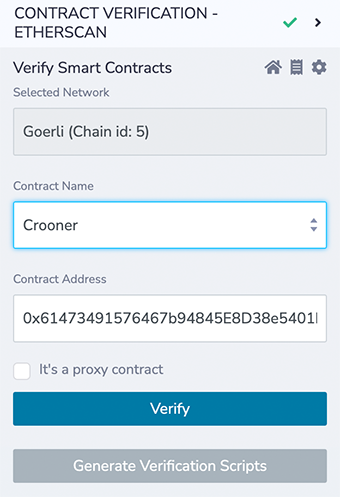 CONTRACT VERIFICATION -
ETHERSCAN
Verify Smart Contracts
Selected Network
Goerli (Chain id: 5)
Contract Name
Crooner
Contract Address
0x61473491576467b94845E8D38e5401
It's a proxy contract
Verify
Generate Verification Scripts